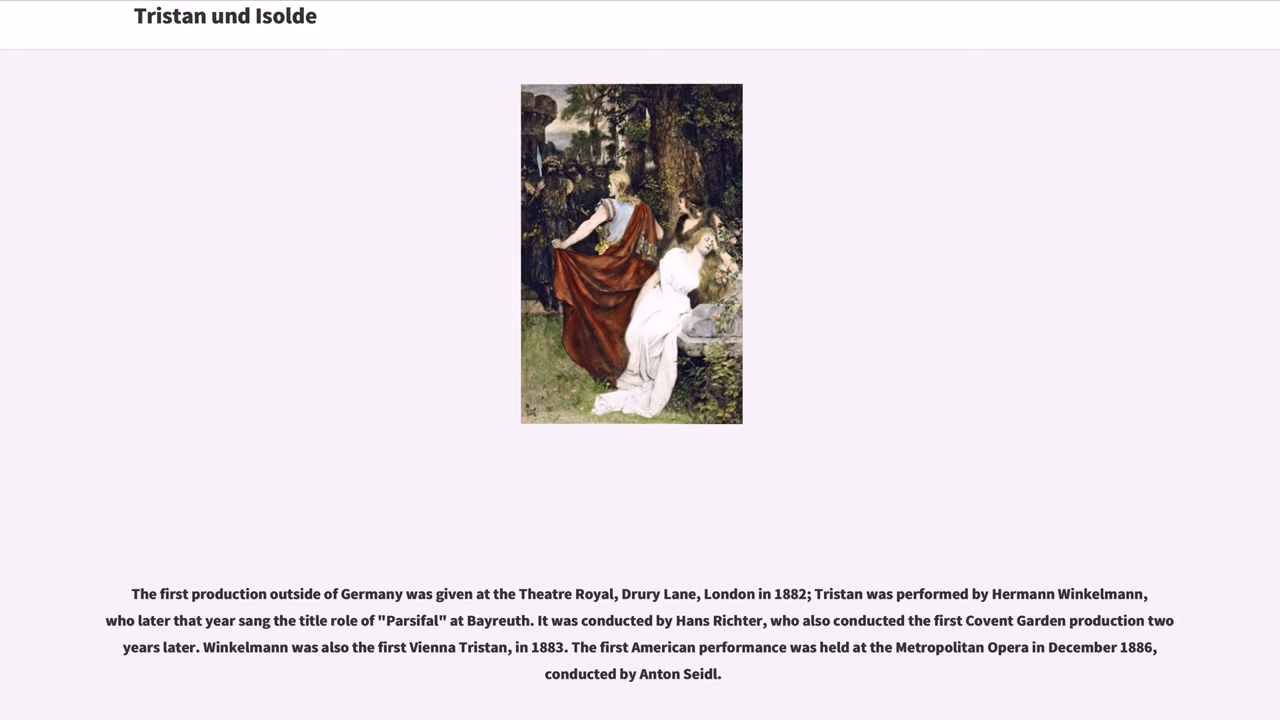 Tristan und Isolde
The first production outside of Germany was given at the Theatre Royal, Drury Lane, London in 1882; Tristan was performed by Hermann Winkelmann,
who later that year sang the title role of "Parsifal" at Bayreuth. It was conducted by Hans Richter, who also conducted the first Covent Garden production two
years later. Winkelmann was also the first Vienna Tristan, in 1883. The first American performance was held at the Metropolitan Opera in December 1886,
conducted by Anton Seidl.